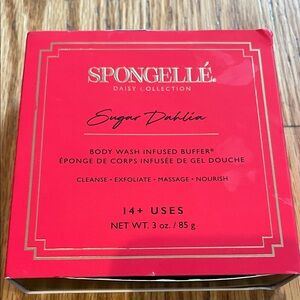 SPONGELLÉ®
DAISY COLLECTION
Sugar Dahlia
BODY WASH INFUSED BUFFER®
ÉPONGE DE CORPS INFUSÉE DE GEL DOUCHE
CLEANSE • EXFOLIATE • MASSAGE • NOURISH
14+ USES
NET WT. 3 oz. / 85 g